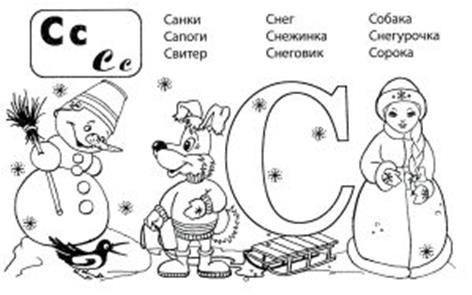 Сс
Сс
Санки
Сапоги
Свитер
Снег
Снежинка
Снеговик
Собака
Снегурочка
Сорока
С